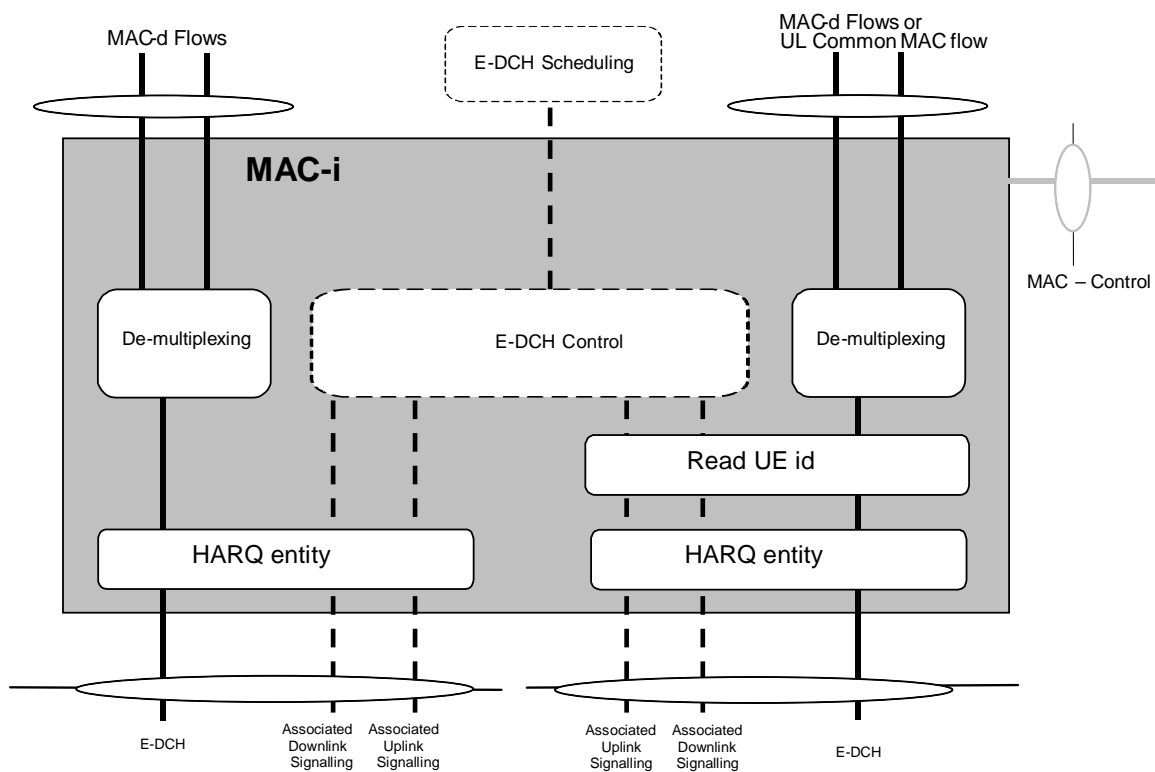 MAC-d Flows
E-DCH Scheduling
MAC-d Flows or
UL Common MAC flow
MAC-i
MAC – Control
De-multiplexing
E-DCH Control
De-multiplexing
Read UE id
HARQ entity
HARQ entity
E-DCH
Associated
Downlink
Signalling
Associated
Uplink
Signalling
Associated
Uplink
Signalling
Associated
Downlink
Signalling
E-DCH